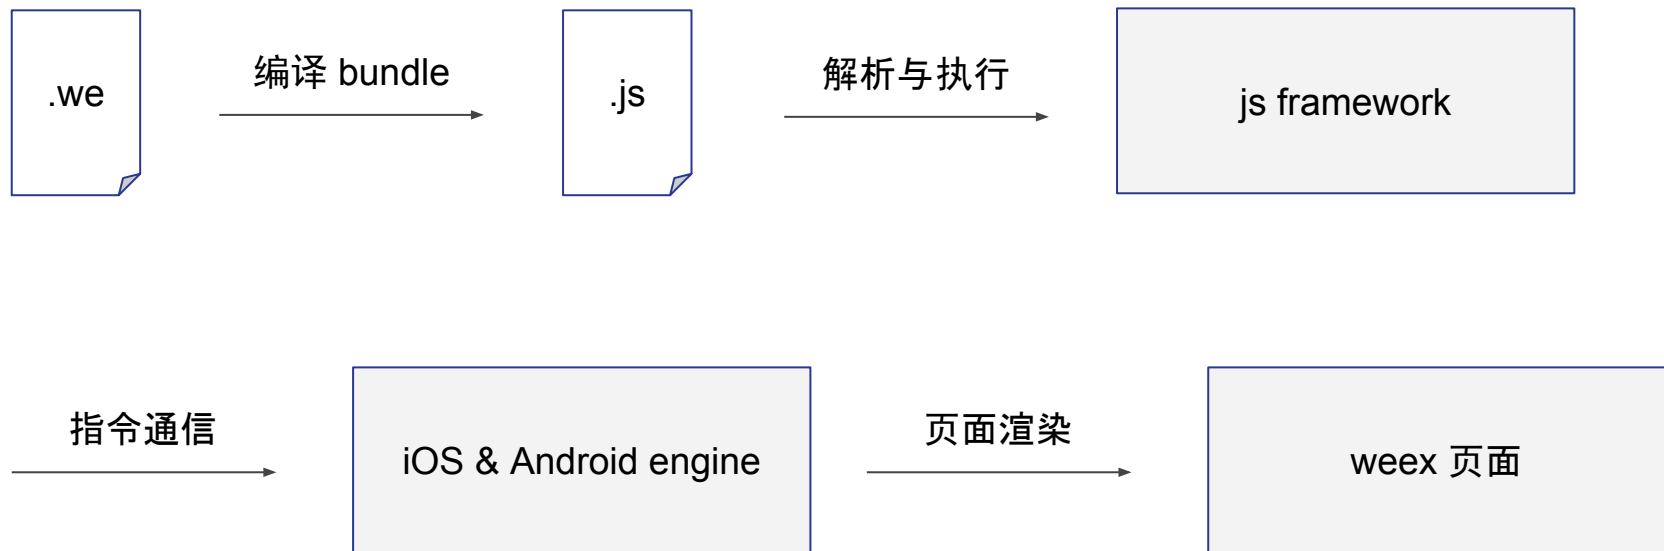 .we
编译 bundle
.js
解析与执行
js framework
指令通信
iOS & Android engine
页面渲染
weex 页面